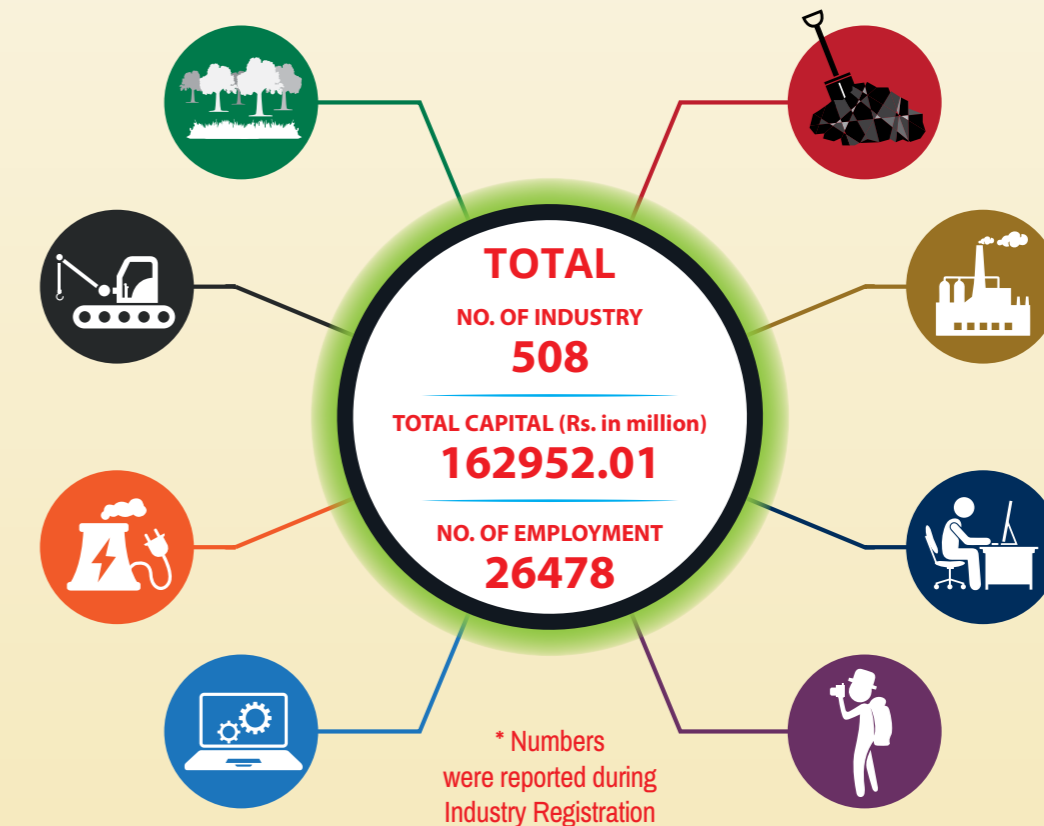 TOTAL
NO. OF INDUSTRY
508
TOTAL CAPITAL (Rs. in million)
162952.01
NO. OF EMPLOYMENT
26478
* Numbers
were reported during
Industry Registration